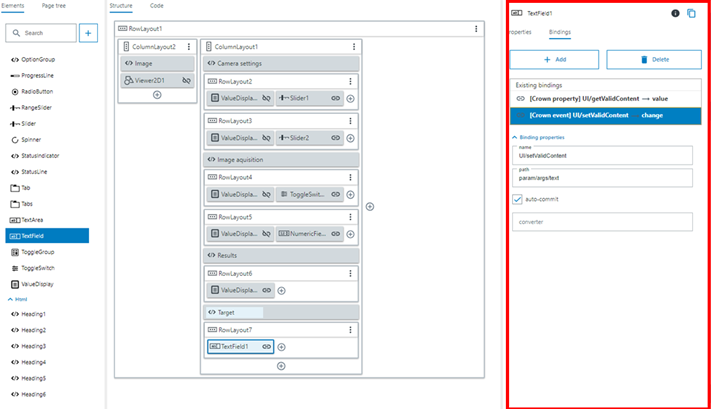 Elements
Page tree
Search
+
OptionGroup
ProgressLine
RadioButton
RangeSlider
Slider
Spinner
StatusIndicator
StatusLine
Tab
Tabs
TextArea
TextField
ToggleGroup
ToggleSwitch
ValueDisplay
Html
Heading1
Heading2
Heading3
Heading4
Heading5
Heading6
Structure
Code
RowLayout1
ColumnLayout2
Image
Viewer2D1
ColumnLayout1
Camera settings
RowLayout2
ValueDispla...
Slider1
RowLayout3
ValueDispla...
Slider2
Image aquisition
RowLayout4
ValueDispla...
ToggleSwit...
RowLayout5
ValueDispla...
NumericFie...
Results
RowLayout6
ValueDispla...
Target
RowLayout7
TextField1
TextField1
roperties
Bindings
+ Add
Delete
Existing bindings
[Crown property] UI/getValidContent ⟶ value
[Crown event] UI/setValidContent change
Binding properties
name
UI/setValidContent
path
param/args/text
auto-commit
converter